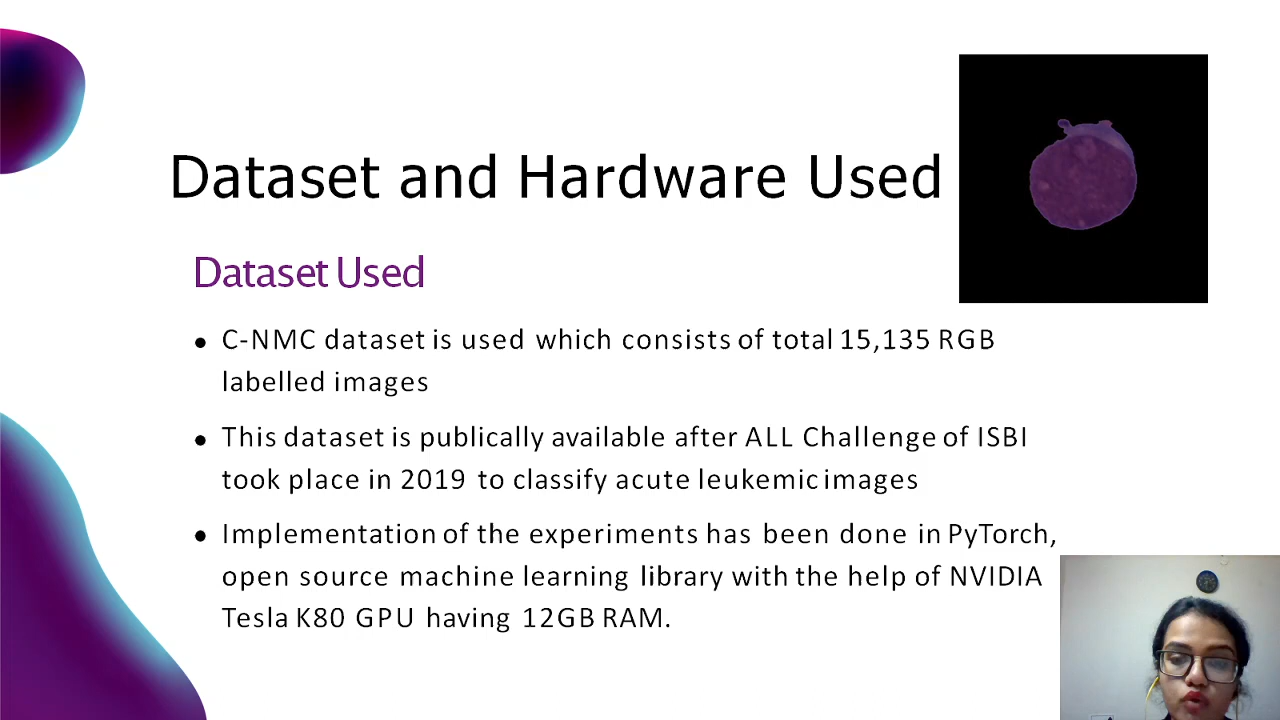 Dataset and Hardware Used
Dataset Used
• C-NMC dataset is used which consists of total 15,135 RGB
labelled images
• This dataset is publically available after ALL Challenge of ISBI
took place in 2019 to classify acute leukemic images
• Implementation of the experiments has been done in PyTorch,
open source machine learning library with the help of NVIDIA
Tesla K80 GPU having 12GB RAM.